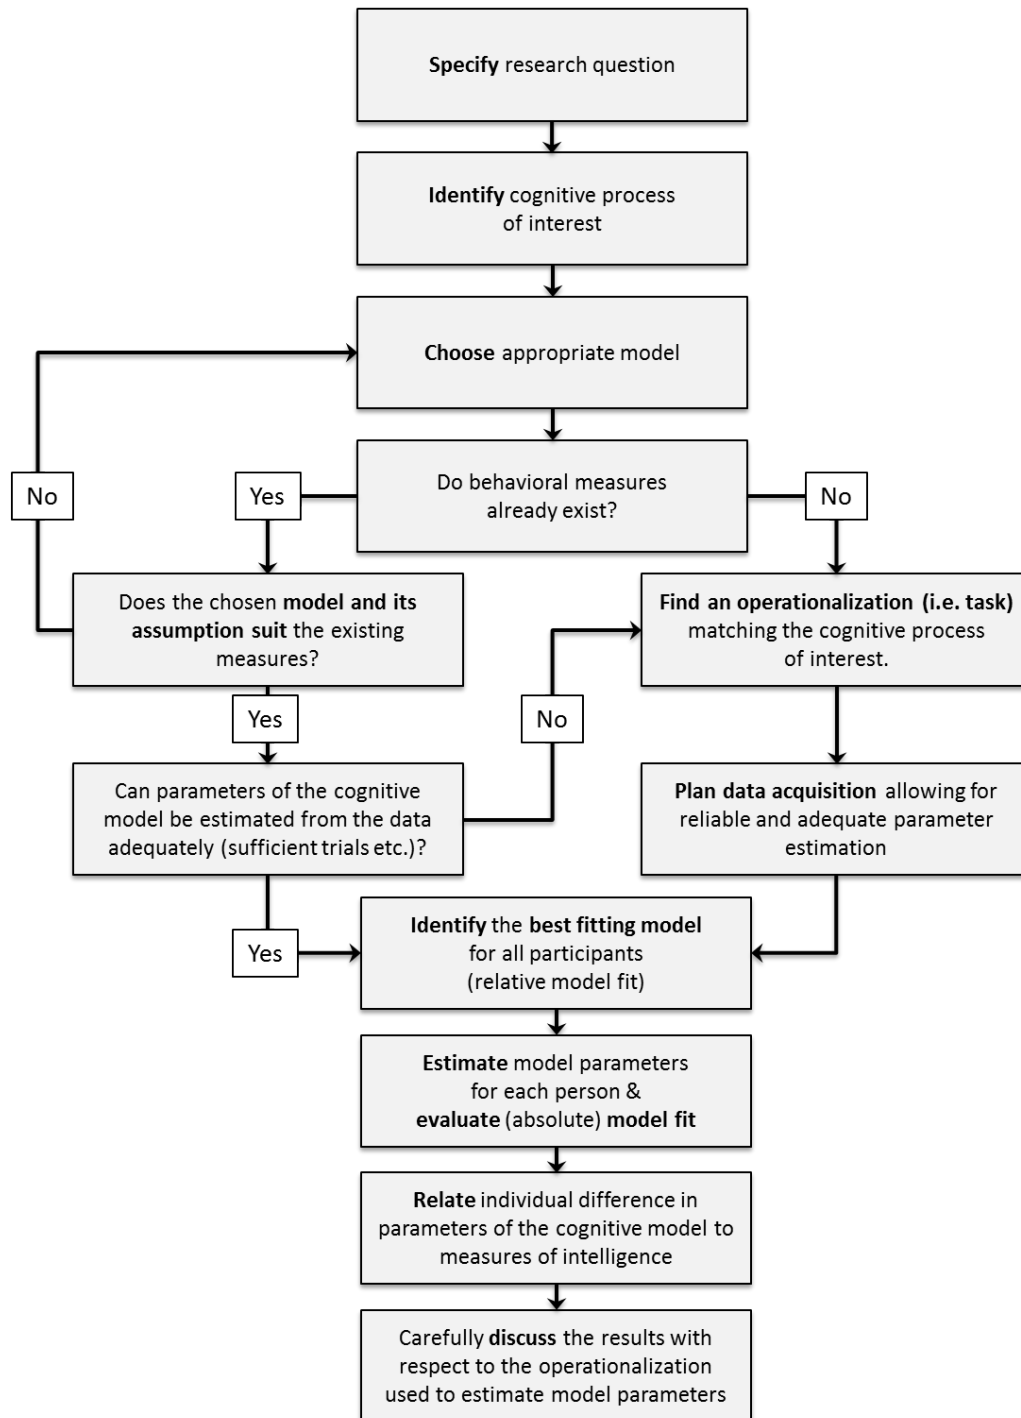 Specify research question
Identify cognitive process
of interest
Choose appropriate model
Do behavioral measures
already exist?
No
Yes
No
Does the chosen model and its
assumption suit the existing
measures?
Find an operationalization (i.e. task)
matching the cognitive process
of interest.
Yes
No
Can parameters of the cognitive
model be estimated from the data
adequately (sufficient trials etc.)?
Plan data acquisition allowing for
reliable and adequate parameter
estimation
Yes
Identify the best fitting model
for all participants
(relative model fit)
Estimate model parameters
for each person &
evaluate (absolute) model fit
Relate individual difference in
parameters of the cognitive model to
measures of intelligence
Carefully discuss the results with
respect to the operationalization
used to estimate model parameters